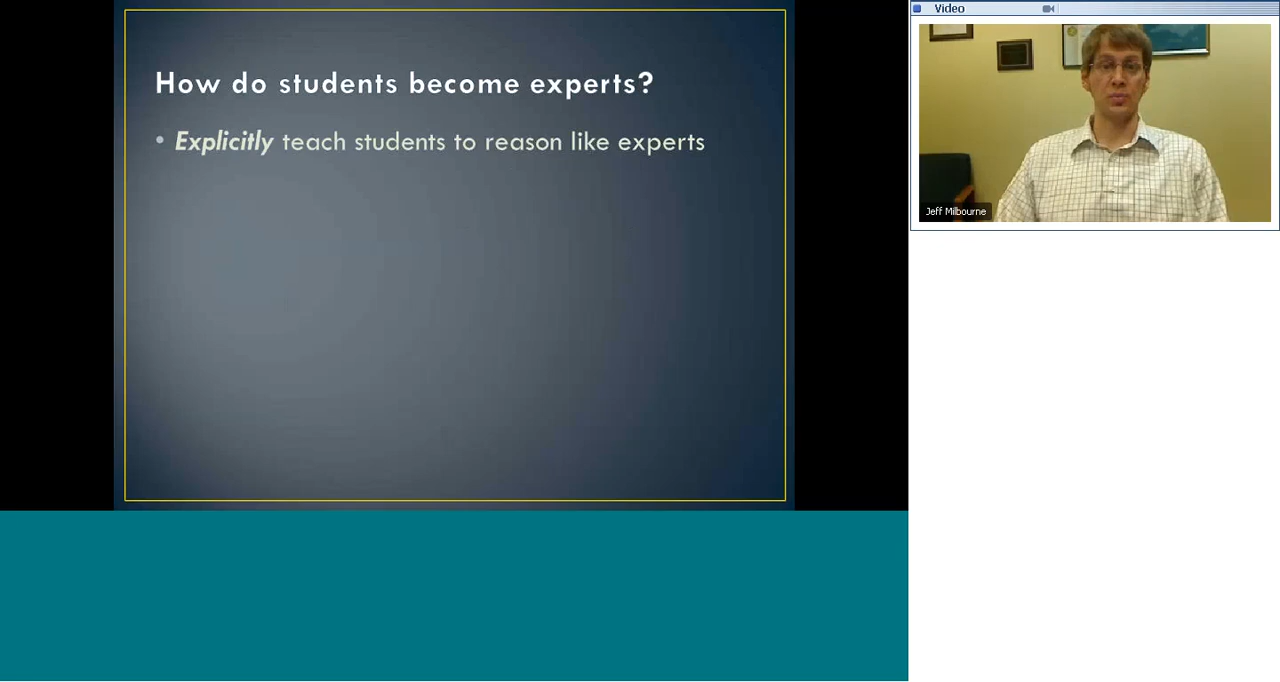 How do students become experts?
• Explicitly teach students to reason like experts
Video
Jeff Milbourne